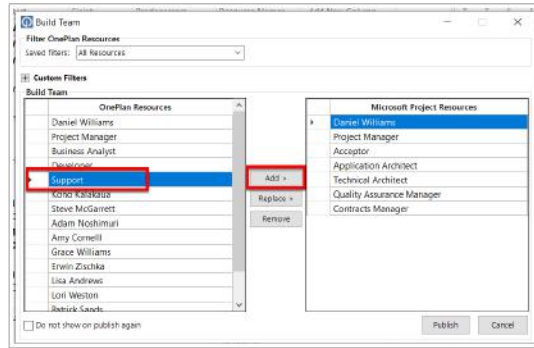 Build Team
Filter OnePlan Resources
Saved filters: All Resources
Custom Filters
Build Team
OnePlan Resources
Daniel Williams
Project Manager
Business Analyst
Developer
Support
Kono Kalakaua
Steve McGarrett
Adam Noshimuri
Amy Cornelll
Grace Williams
Erwin Zischka
Lisa Andrews
Lori Weston
Patrick Sands
Add >
Replace >
Remove
Microsoft Project Resources
Daniel Williams
Project Manager
Acceptor
Application Architect
Technical Architect
Quality Assurance Manager
Contracts Manager
Do not show on publish again
Publish
Cancel